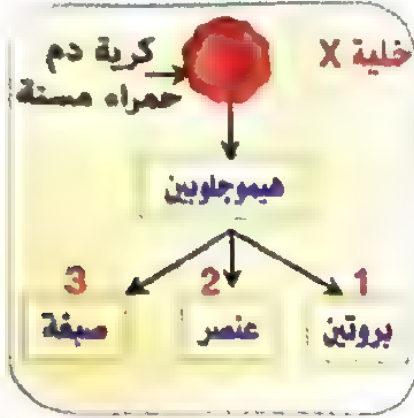 خلية X
كرية دم
حمراء مسنة
هيموجلوبين
1 2 3
بروتين عنصر صبغة